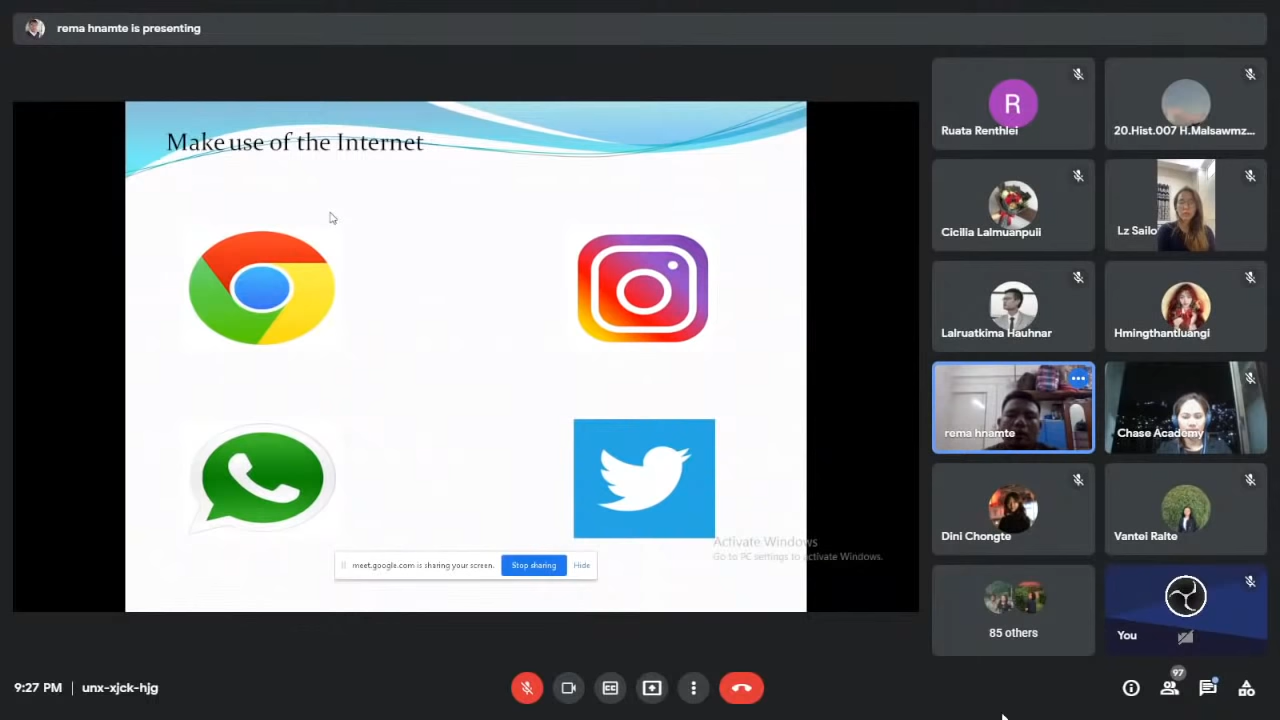 rema hnamte is presenting
Make use of the Internet
Activate Windows
Go to PC settings to activate Windows.
meet.google.com is sharing your screen.
Stop sharing
Hide
R
Ruata Renthlei
20.Hist.007 H.Malsawmz...
Cicilia Lalmuanpuii
Lz Sailo
Lalruatkima Hauhnar
Hmingthantluangi
rema hnamte
Chase Academy
Dini Chongte
Vantei Ralte
85 others
You
9:27 PM | unx-xjck-hjg
CC
97